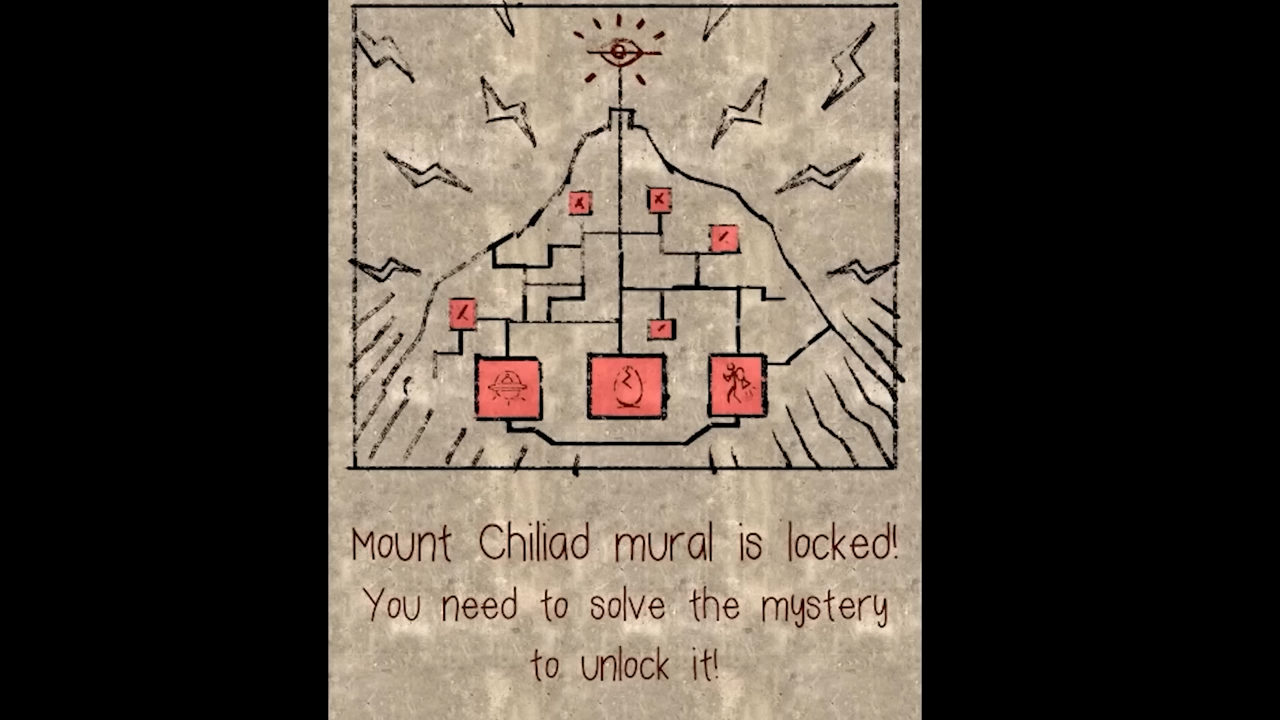 Mount Chiliad mural is locked!
You need to solve the mystery
to unlock it!